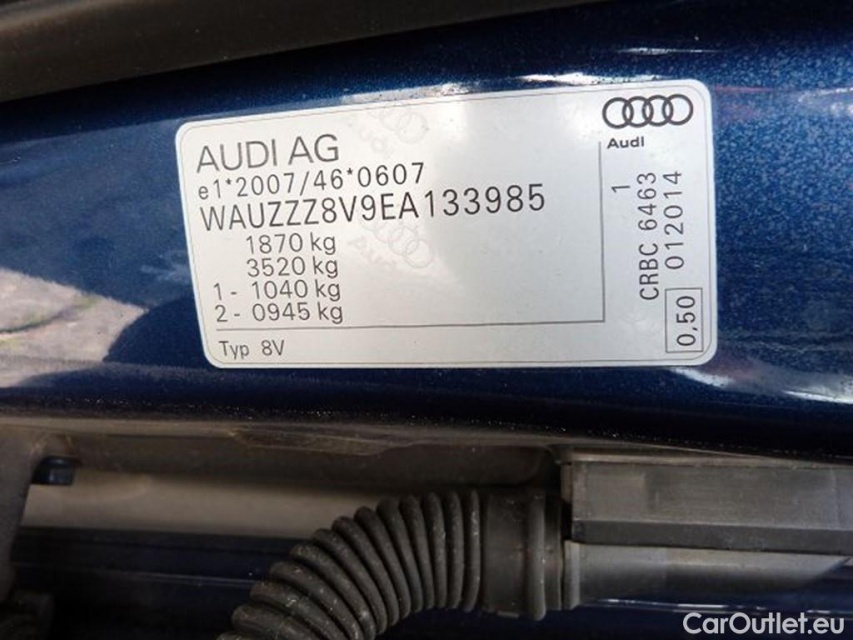 AUDI AG
e1*2007/46*0607
WAUZZZ8V9EA133985
1870 kg
3520 kg
1 - 1040 kg
2 - 0945 kg
Typ 8V
Audi
1
CRBC 6463
012014
0,50
CarOutlet.eu